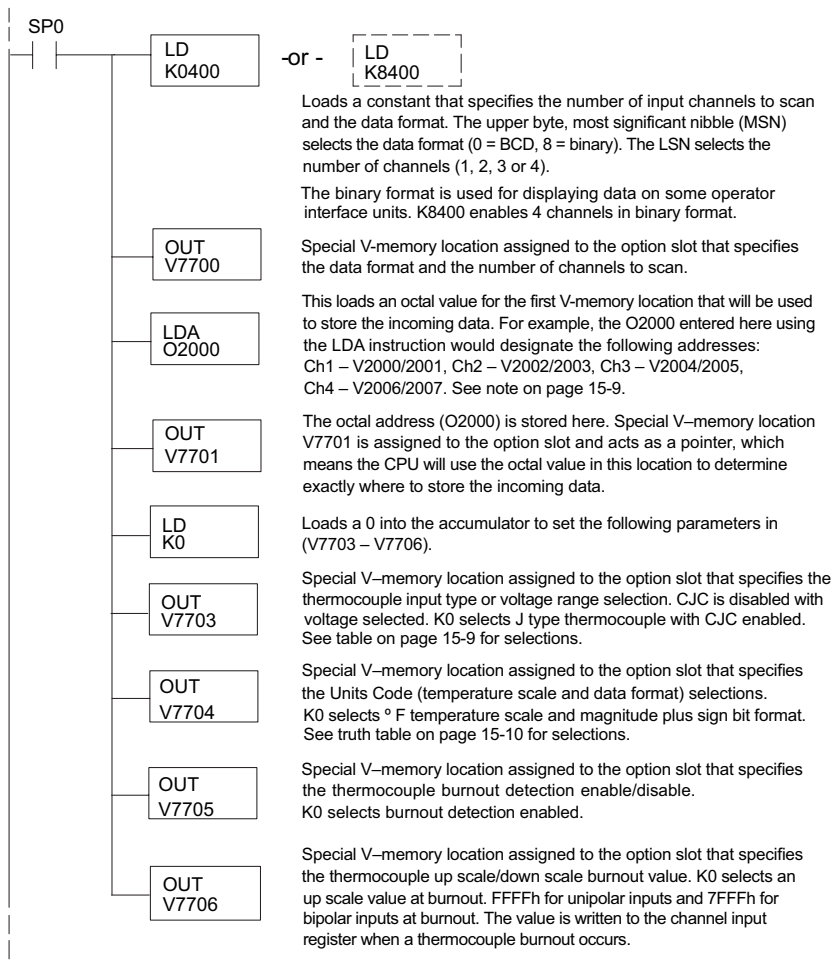 SP0
LD
K0400
-or -
LD
K8400
Loads a constant that specifies the number of input channels to scan
and the data format. The upper byte, most significant nibble (MSN)
selects the data format (0 = BCD, 8 = binary). The LSN selects the
number of channels (1, 2, 3 or 4).
The binary format is used for displaying data on some operator
interface units. K8400 enables 4 channels in binary format.
OUT
V7700
Special V-memory location assigned to the option slot that specifies
the data format and the number of channels to scan.
LDA
O2000
This loads an octal value for the first V-memory location that will be used
to store the incoming data. For example, the O2000 entered here using
the LDA instruction would designate the following addresses:
Ch1 – V2000/2001, Ch2 – V2002/2003, Ch3 – V2004/2005,
Ch4 – V2006/2007. See note on page 15-9.
OUT
V7701
The octal address (O2000) is stored here. Special V–memory location
V7701 is assigned to the option slot and acts as a pointer, which
means the CPU will use the octal value in this location to determine
exactly where to store the incoming data.
LD
K0
Loads a 0 into the accumulator to set the following parameters in
(V7703 – V7706).
OUT
V7703
Special V–memory location assigned to the option slot that specifies the
thermocouple input type or voltage range selection. CJC is disabled with
voltage selected. K0 selects J type thermocouple with CJC enabled.
See table on page 15-9 for selections.
OUT
V7704
Special V–memory location assigned to the option slot that specifies
the Units Code (temperature scale and data format) selections.
K0 selects º F temperature scale and magnitude plus sign bit format.
See truth table on page 15-10 for selections.
OUT
V7705
Special V–memory location assigned to the option slot that specifies
the thermocouple burnout detection enable/disable.
K0 selects burnout detection enabled.
OUT
V7706
Special V–memory location assigned to the option slot that specifies
the thermocouple up scale/down scale burnout value. K0 selects an
up scale value at burnout. FFFFh for unipolar inputs and 7FFFh for
bipolar inputs at burnout. The value is written to the channel input
register when a thermocouple burnout occurs.